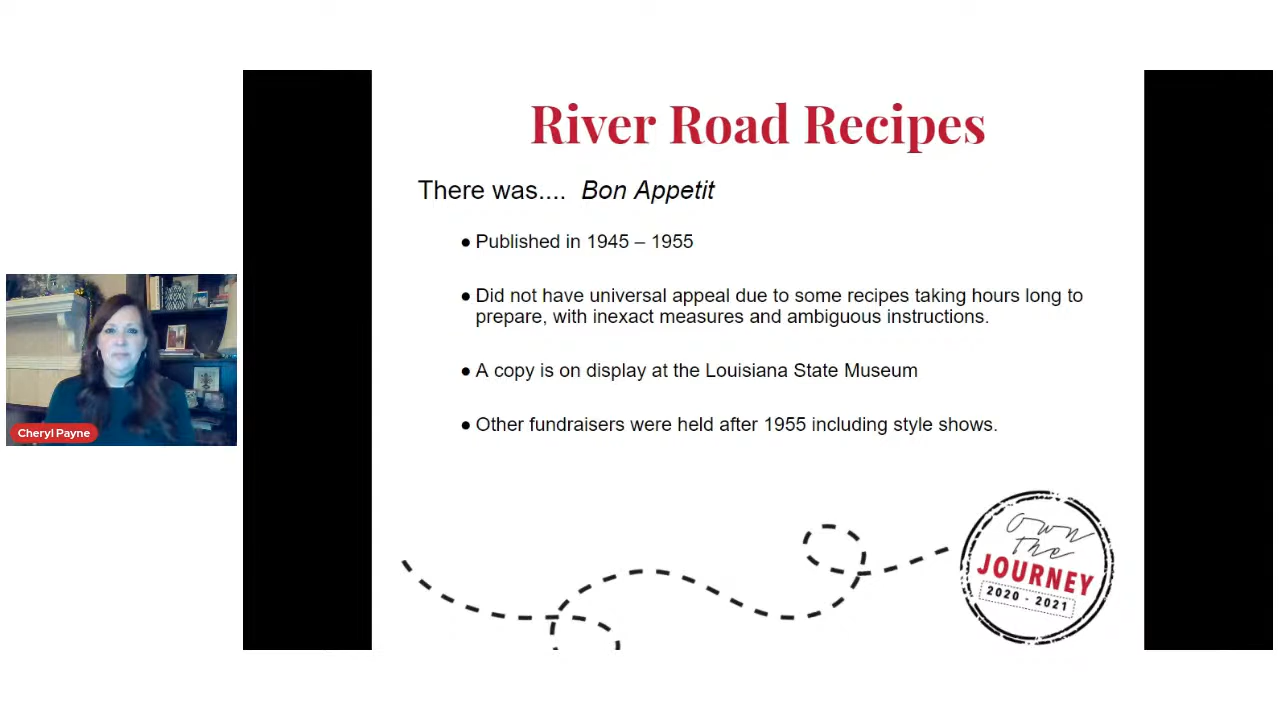 River Road Recipes
There was.... Bon Appetit
● Published in 1945 – 1955
● Did not have universal appeal due to some recipes taking hours long to
prepare, with inexact measures and ambiguous instructions.
● A copy is on display at the Louisiana State Museum
● Other fundraisers were held after 1955 including style shows.
Cheryl Payne
own
the
JOURNEY
2020 - 2021